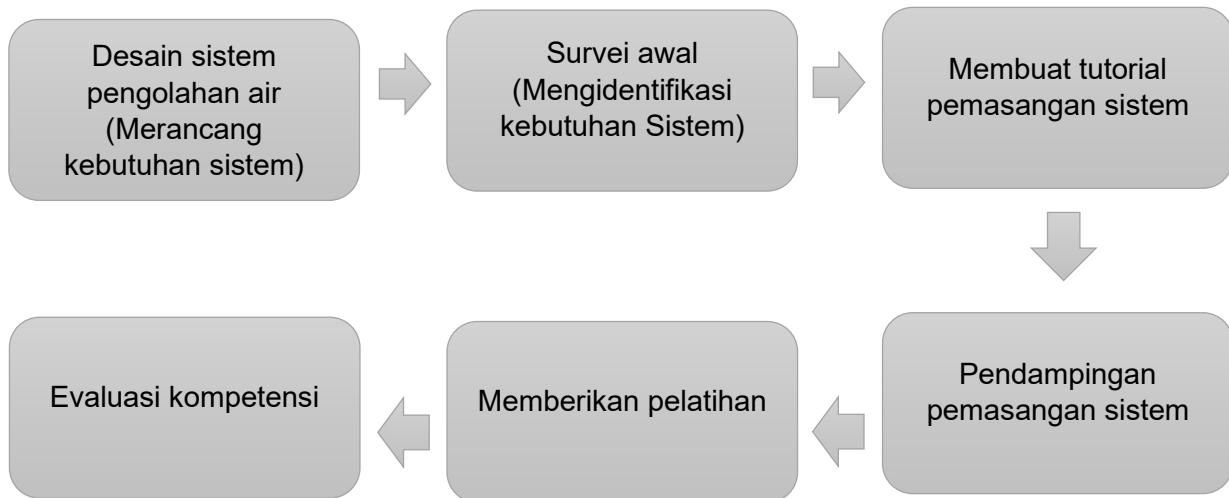 Desain sistem
pengolahan air
(Merancang
kebutuhan sistem)
Survei awal
(Mengidentifikasi
kebutuhan Sistem)
Membuat tutorial
pemasangan sistem
Pendampingan
pemasangan sistem
Memberikan pelatihan
Evaluasi kompetensi